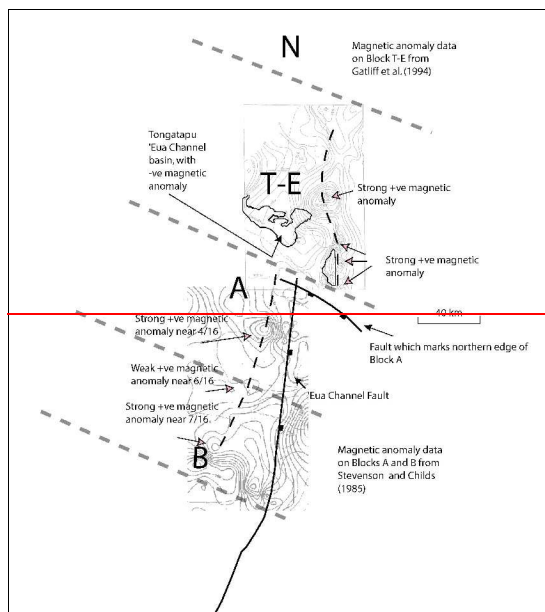 N
Magnetic anomaly data
on Block T-E from
Gatliff et al. (1994)
Tongatapu
'Eua Channel
basin, with
-ve magnetic
anomaly
T-E
Strong +ve magnetic
anomaly
Strong +ve magnetic
anomaly
A
40 km
Strong +ve magnetic
anomaly near 4/16
Fault which marks northern edge of
Block A
Weak +ve magnetic
anomaly near 6/16
'Eua Channel Fault
Strong +ve magnetic
anomaly near 7/16.
B
Magnetic anomaly data
on Blocks A and B from
Stevenson and Childs
(1985)